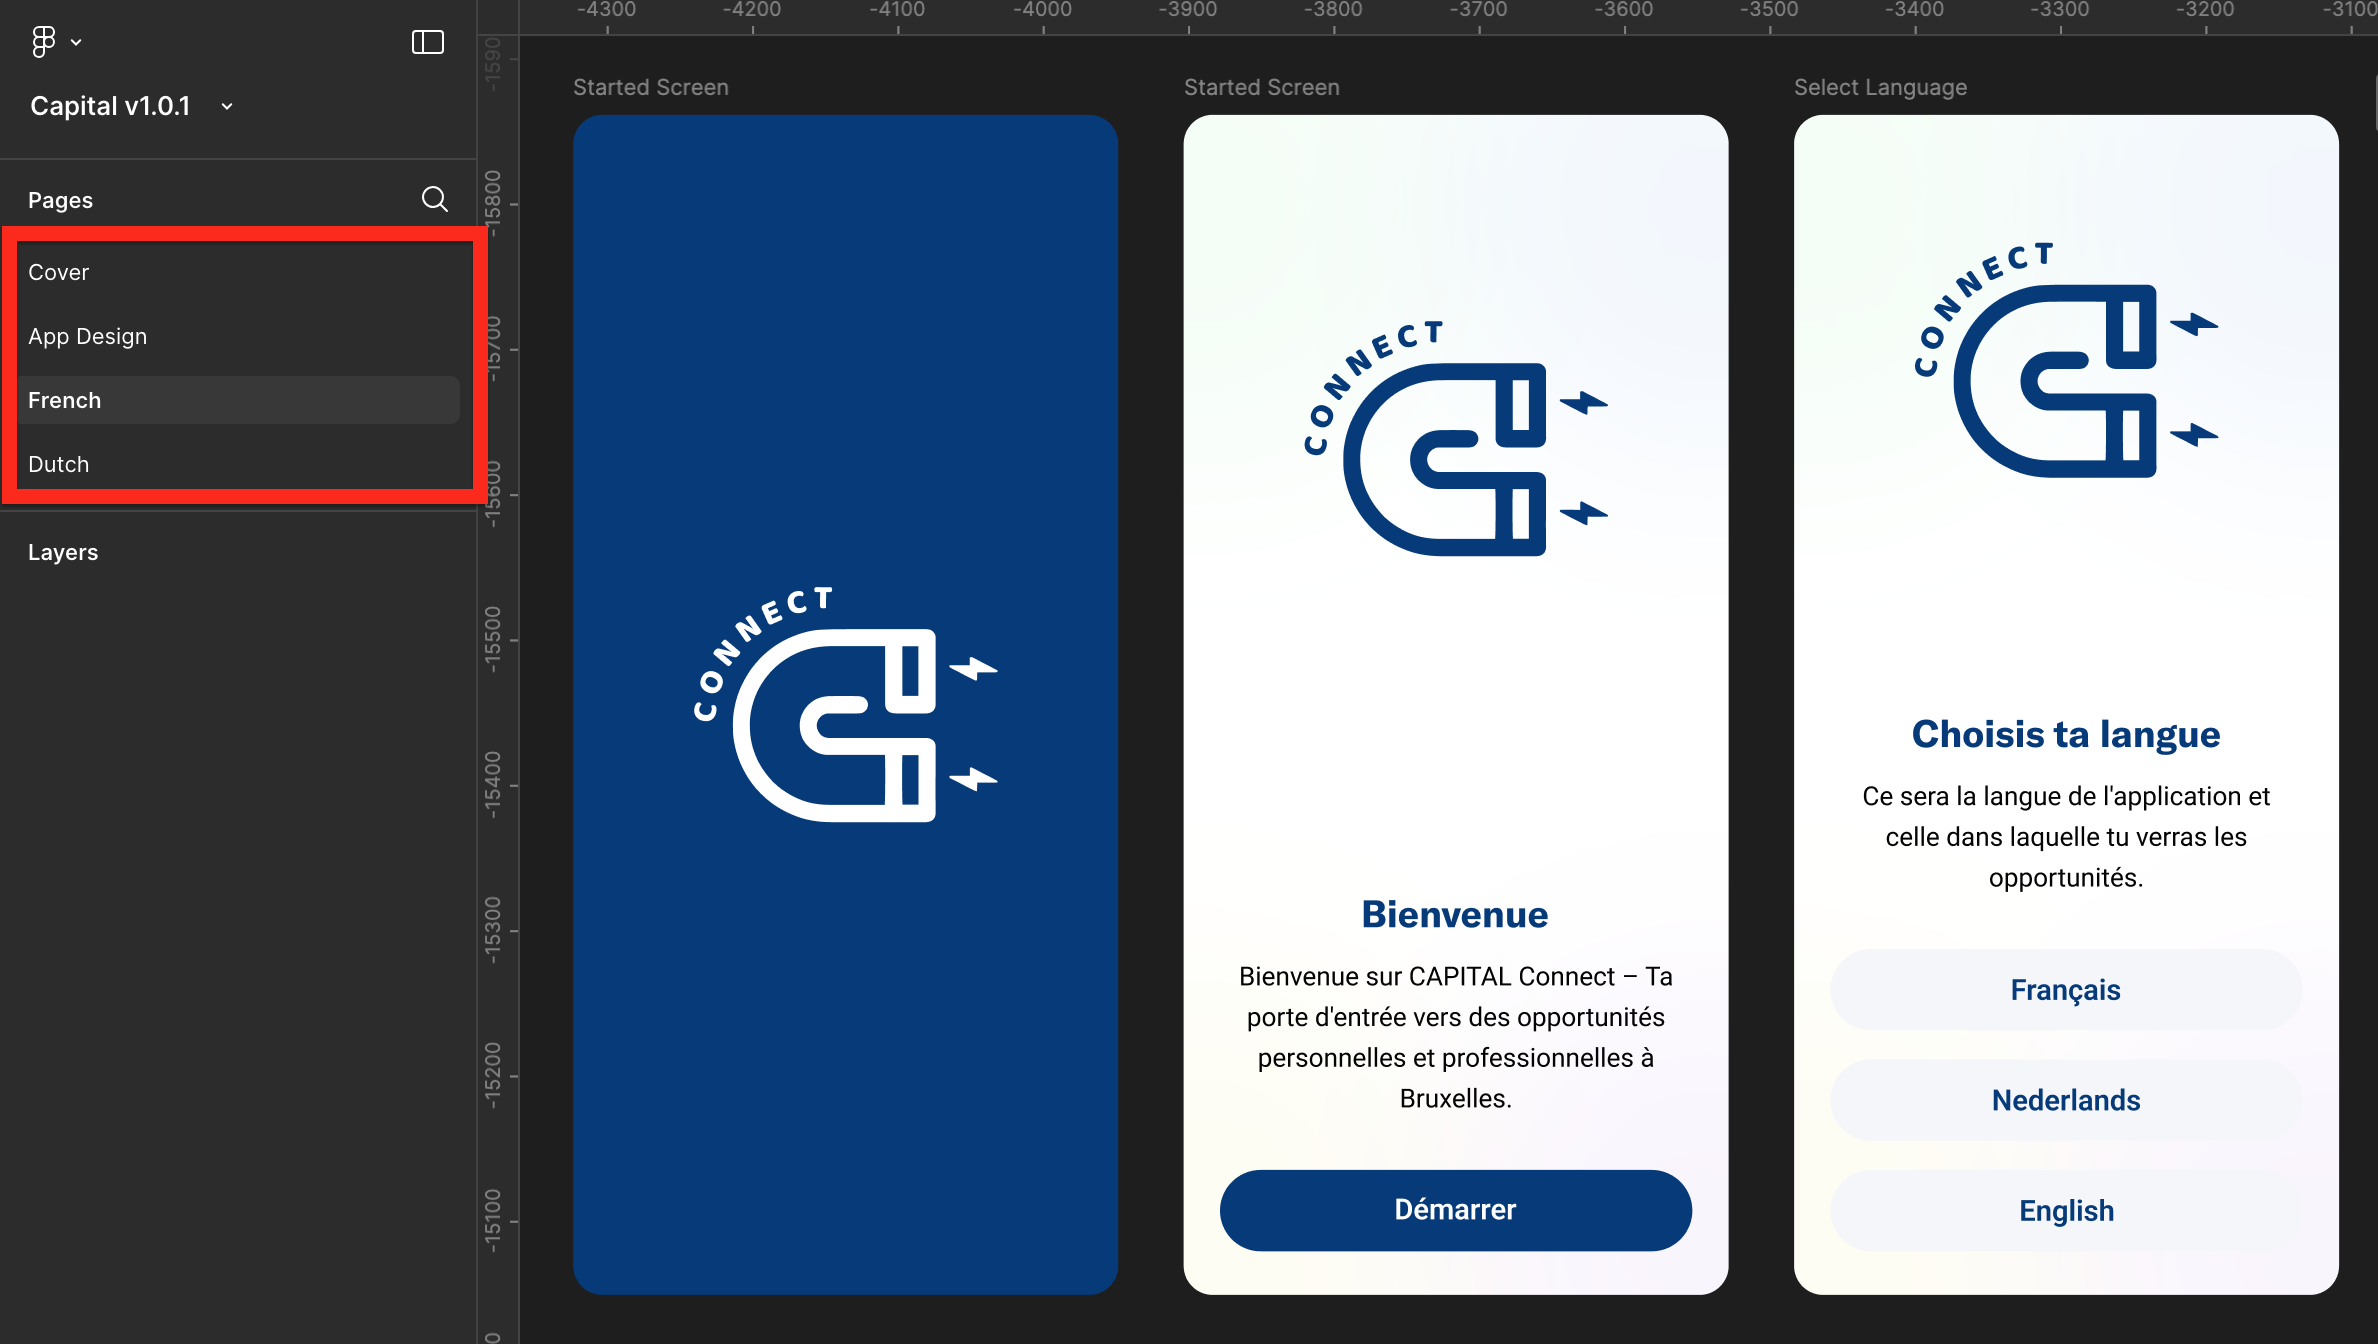 Capital v1.0.1
Pages
Cover
App Design
French
Dutch
Layers
-4300
-4200
-4100
-4000
-3900
-3800
-3700
-3600
-3500
-3400
-3300
-3200
-3100
-1590
-15800
-15700
-15600
-15500
-15400
-15300
-15200
-15100
Started Screen
CONNECT
Started Screen
CONNECT
Bienvenue
Bienvenue sur CAPITAL Connect – Ta
porte d'entrée vers des opportunités
personnelles et professionnelles à
Bruxelles.
Démarrer
Select Language
CONNECT
Choisis ta langue
Ce sera la langue de l'application et
celle dans laquelle tu verras les
opportunités.
Français
Nederlands
English